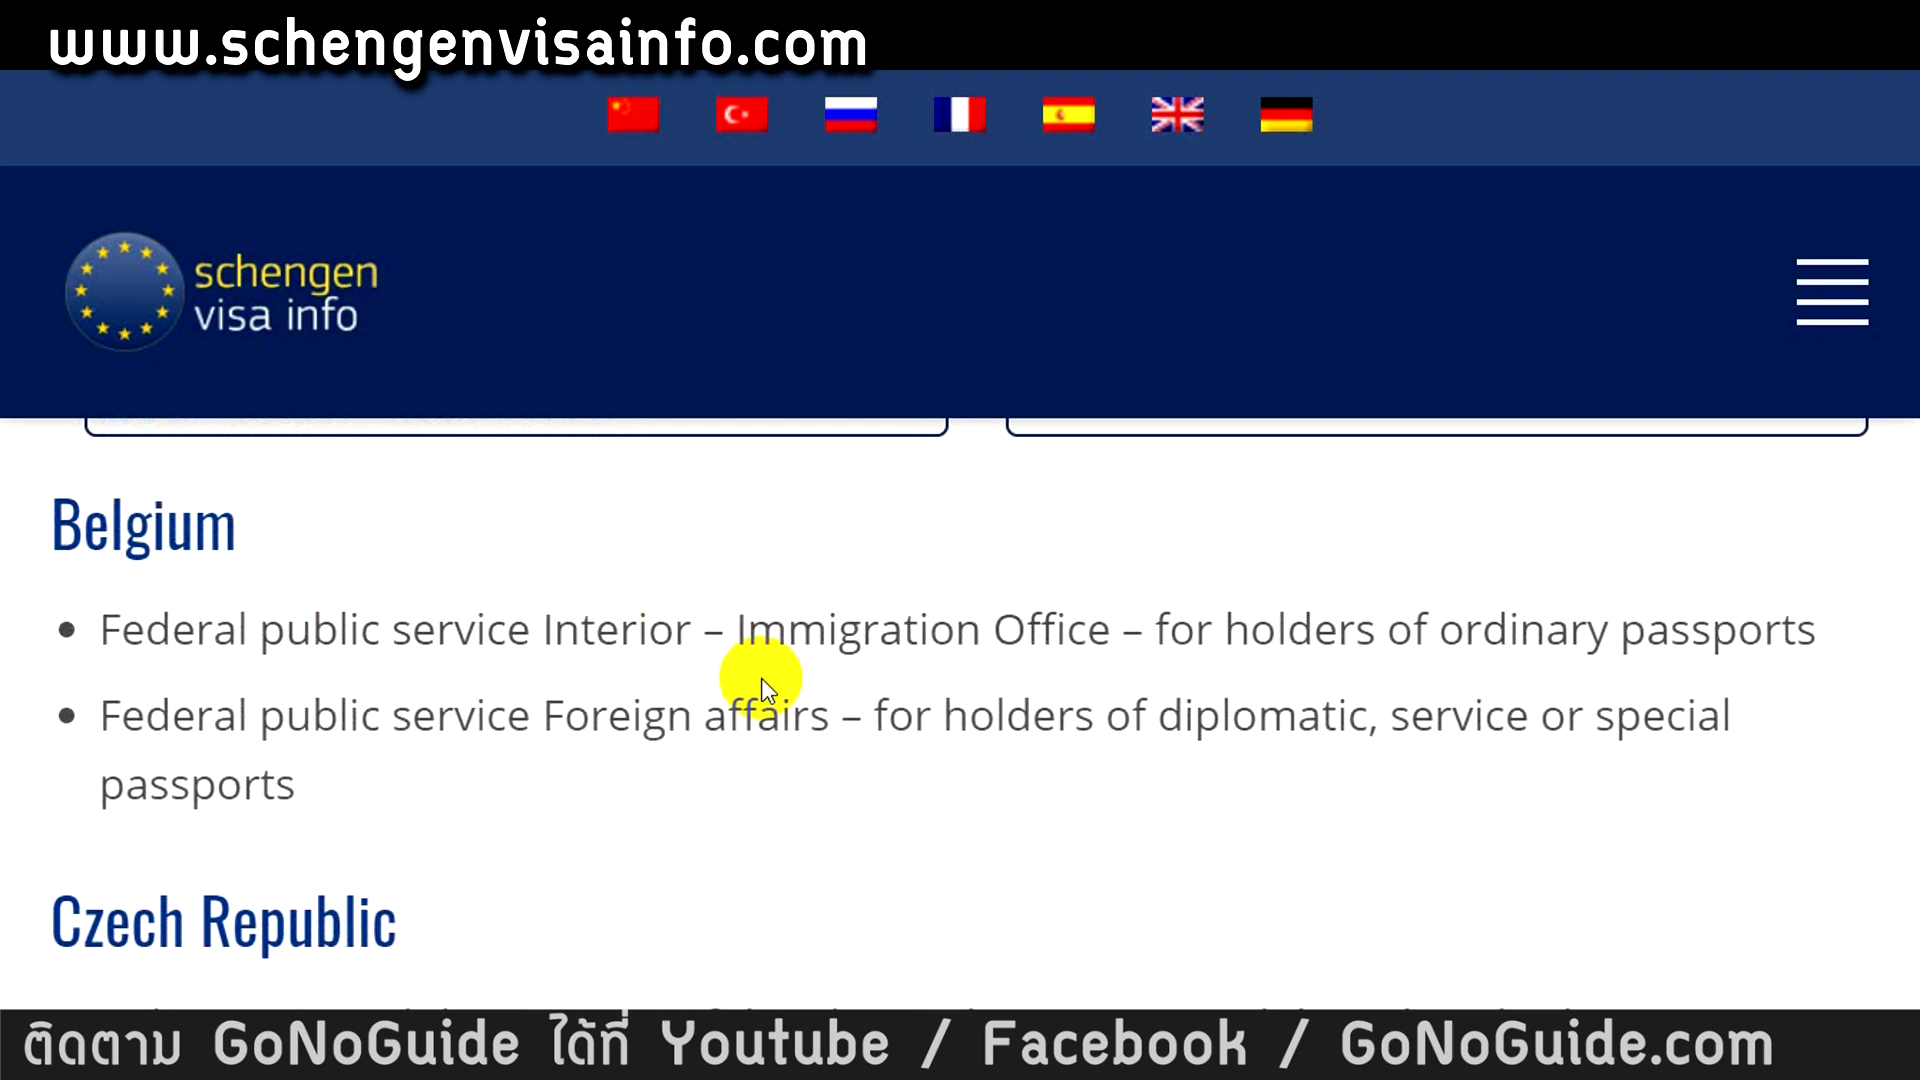 www.schengenvisainfo.com
schengen
visa info
Belgium
• Federal public service Interior – Immigration Office – for holders of ordinary passports
• Federal public service Foreign affairs – for holders of diplomatic, service or special
passports
Czech Republic
ติดตาม GoNoGuide ได้ที่ Youtube / Facebook / GoNoGuide.com